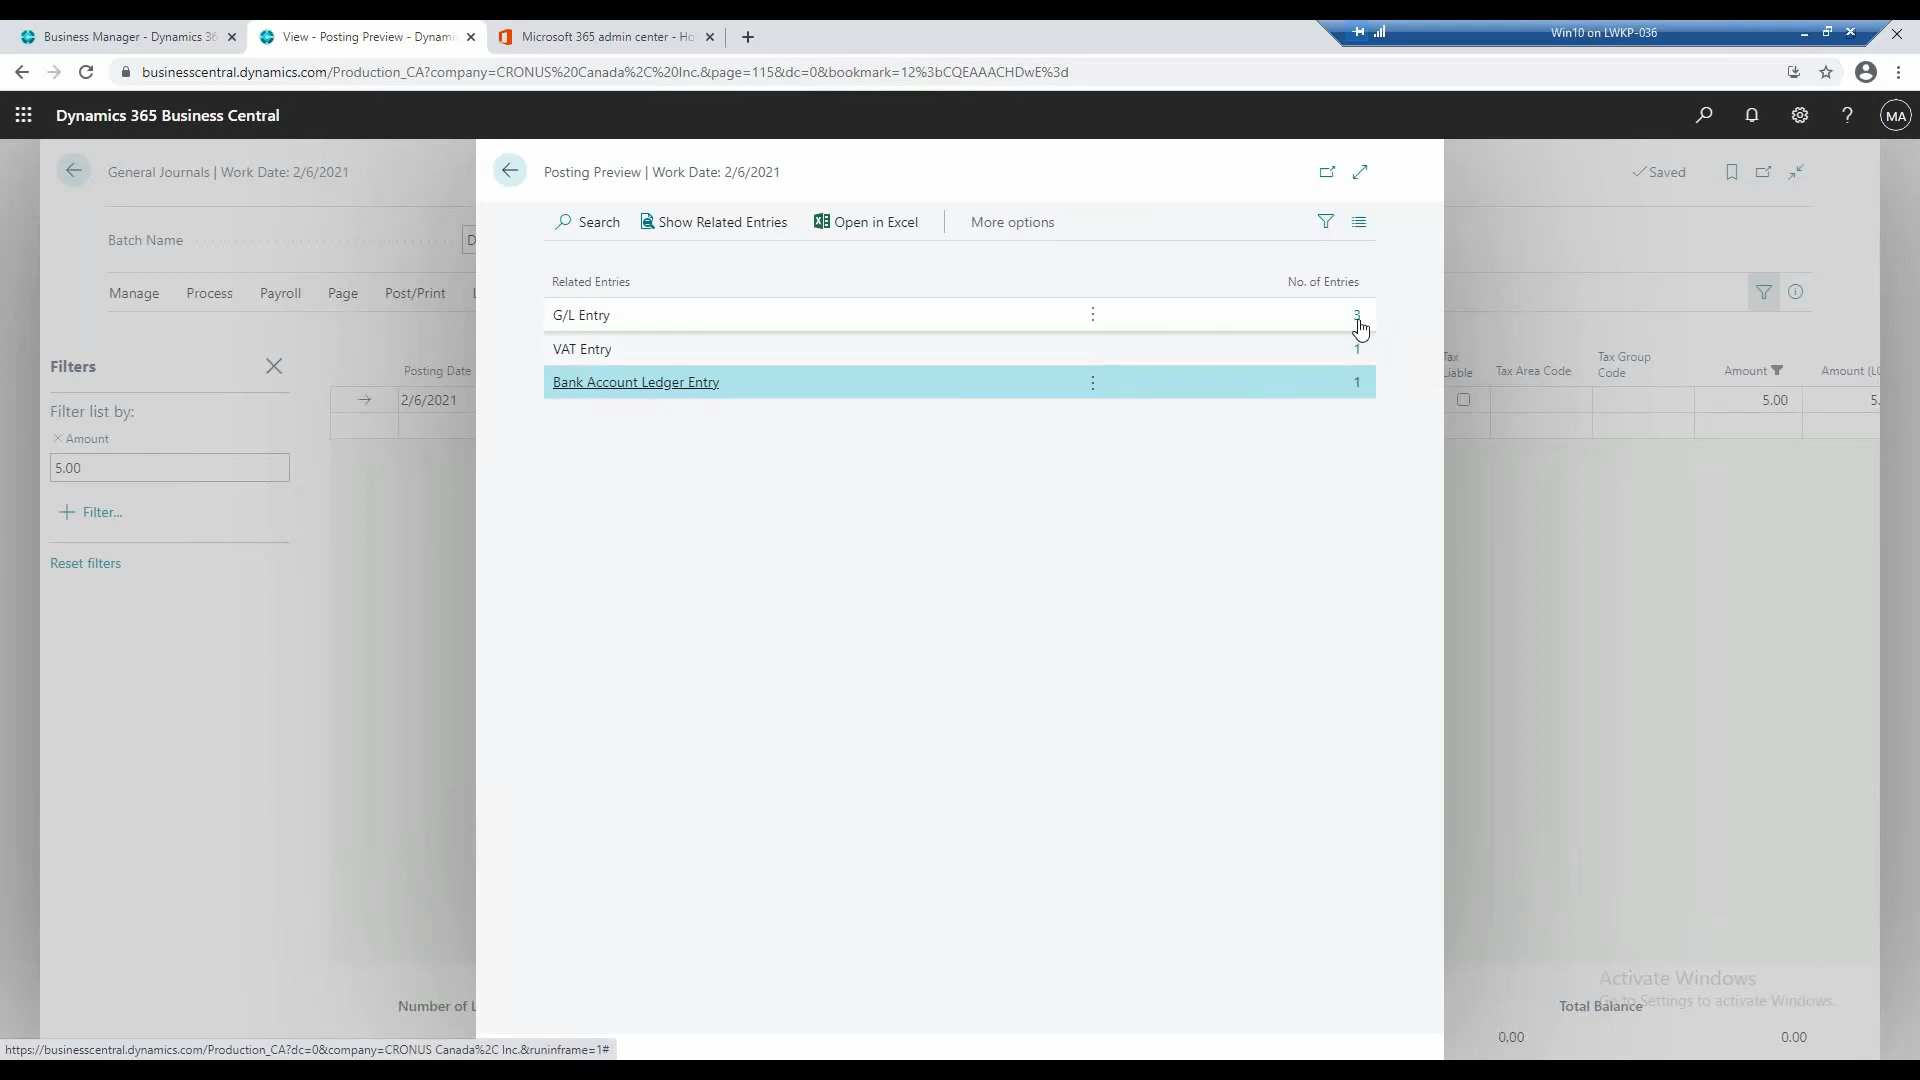 Business Manager - Dynamics 36
View - Posting Preview - Dynami
Microsoft 365 admin center - Ho
Win10 on LWKP-036
businesscentral.dynamics.com/Production_CA?company=CRONUS%20Canada%2C%20Inc.&page=115&dc=0&bookmark=12%3bCQEAAACHDwE%3d
Dynamics 365 Business Central
MA
General Journals | Work Date: 2/6/2021
Posting Preview | Work Date: 2/6/2021
Saved
Search
Show Related Entries
Open in Excel
More options
Batch Name
D
Related Entries
No. of Entries
Manage
Process
Payroll
Page
Post/Print
G/L Entry
3
VAT Entry
1
Bank Account Ledger Entry
1
Filters
Filter list by:
Amount
5.00
Filter...
Reset filters
Posting Date
Tax
Liable
Tax Area Code
Tax Group
Code
Amount
Amount (LC
2/6/2021
5.00
5.
Activate Windows
Go to Settings to activate Windows.
Number of L
Total Balance
0.00
0.00
https://businesscentral.dynamics.com/Production_CA?dc=0&company=CRONUS Canada%2C Inc.&runinframe=1#